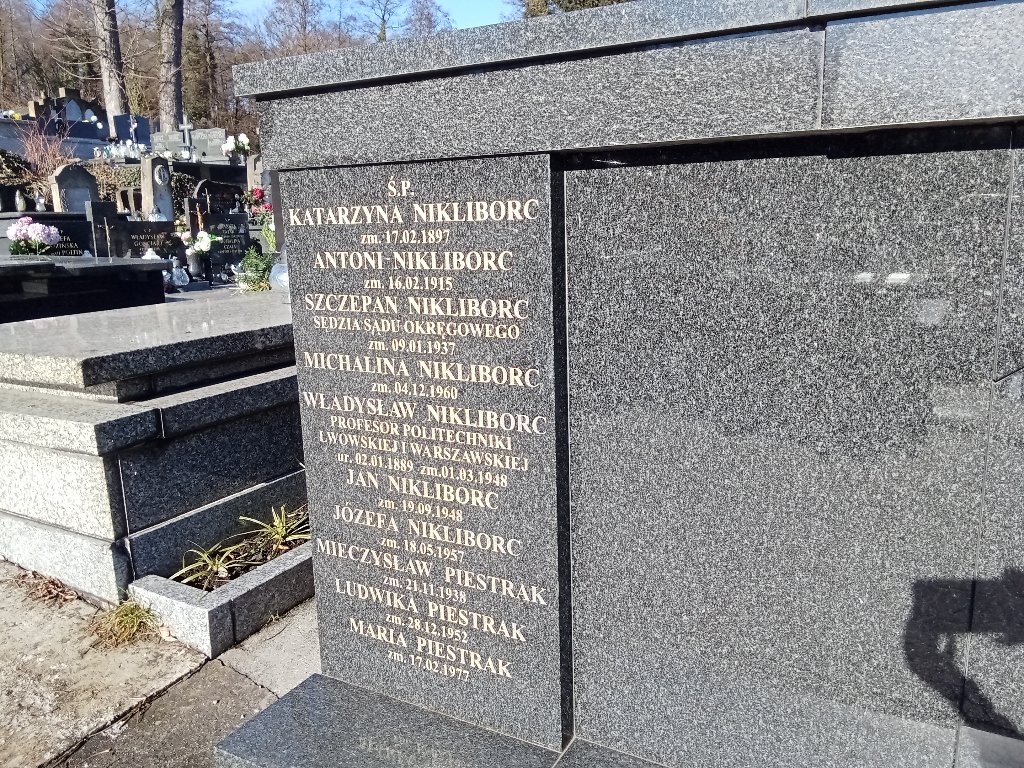 Ś.P.
KATARZYNA NIKLIBORC
zm. 17.02.1897
ANTONI NIKLIBORC
zm. 16.02.1915
SZCZEPAN NIKLIBORC
SEDZIA SĄDU OKRĘGOWEGO
zm. 09.01.1937
MICHALINA NIKLIBORC
zm. 04.12.1960
WŁADYSŁAW NIKLIBORC
PROFESOR POLITECHNIKI
LWOWSKIEJ I WARSZAWSKIEJ
ur. 02.01.1889 zm.01.03.1948
JAN NIKLIBORC
zm. 19.09.1948
JÓZEFA NIKLIBORC
zm. 18.05.1957
MIECZYSŁAW PIESTRAK
zm. 21.11.1938
LUDWIKA PIESTRAK
zm. 28.12.1952
MARIA PIESTRAK
zm. 17.02.1977